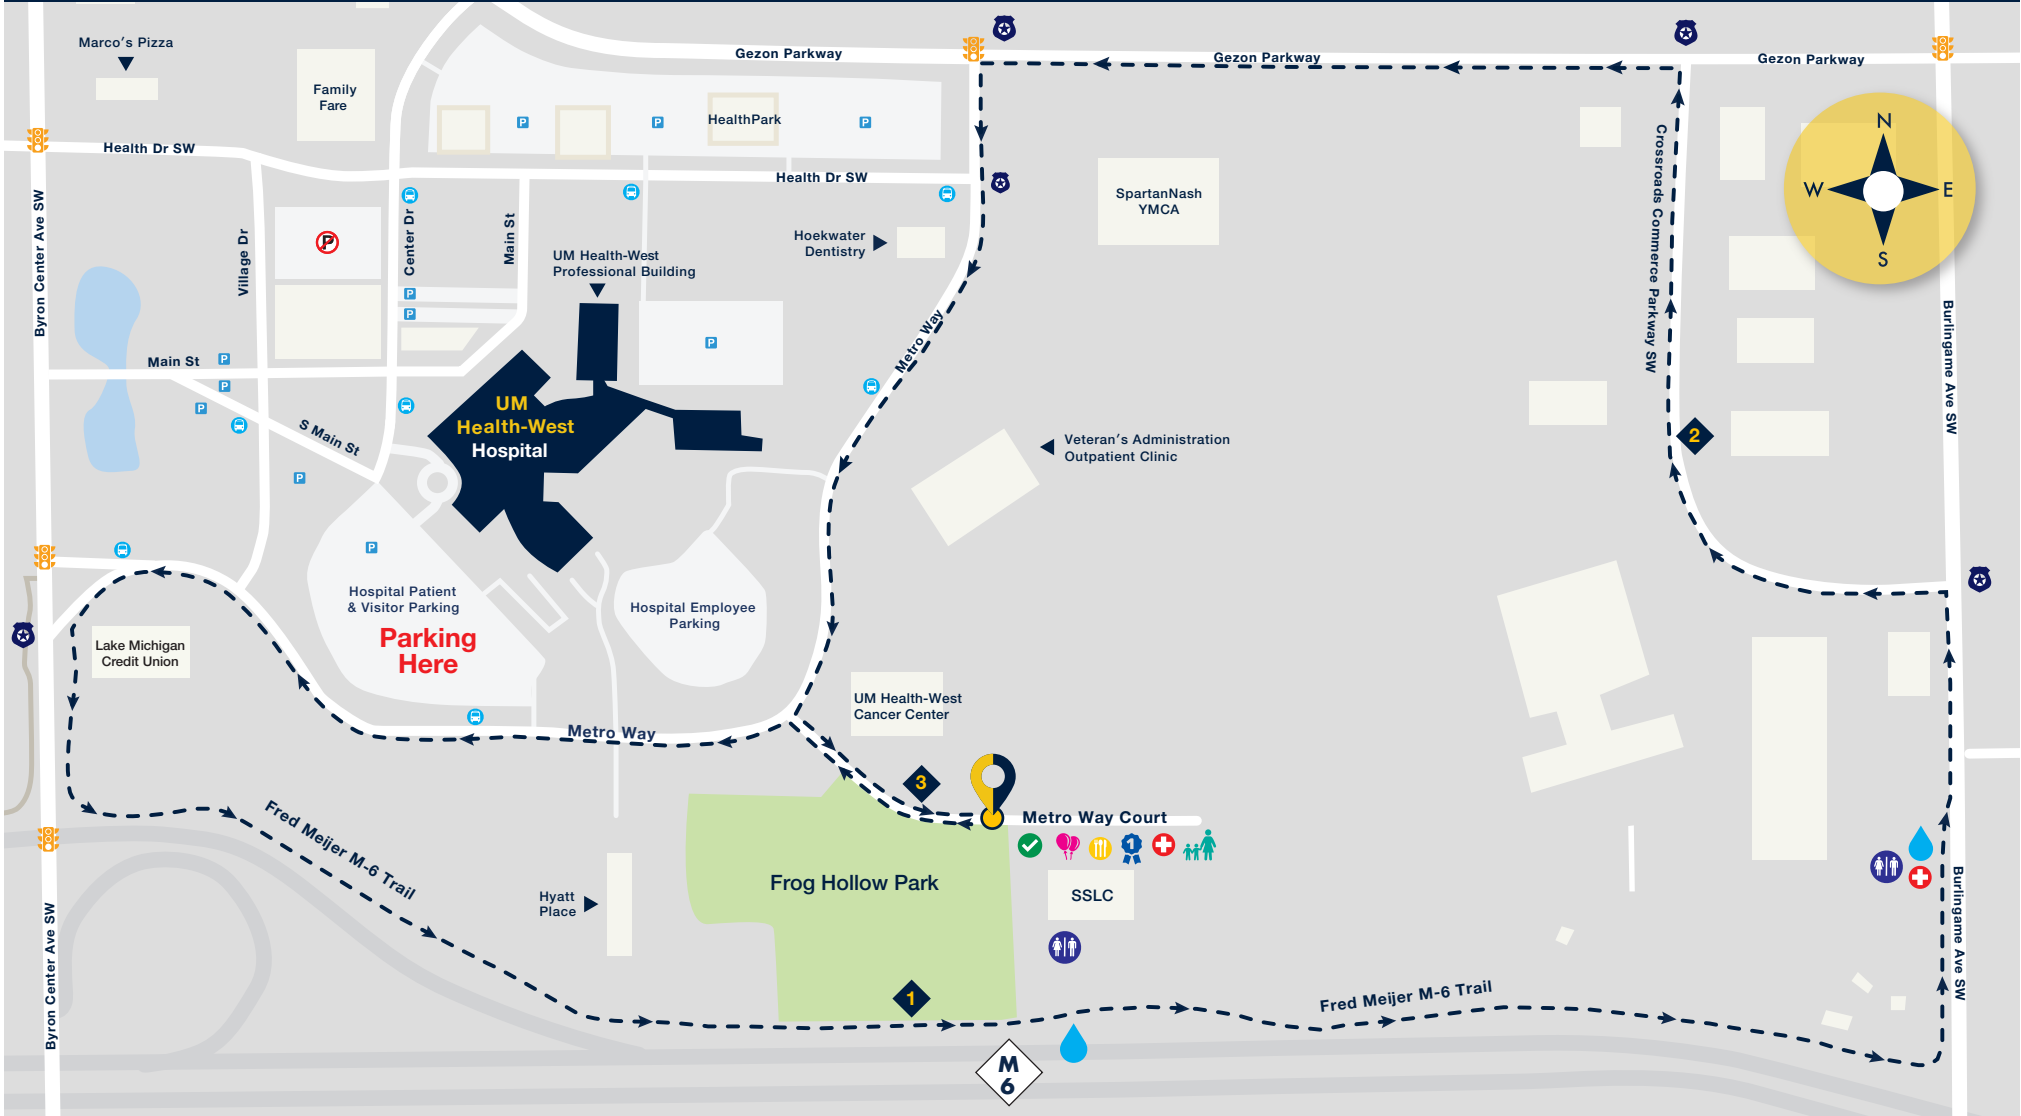 Marco's Pizza
Family
Fare
Gezon Parkway
Gezon Parkway
Gezon Parkway
P
P
HealthPark
P
Health Dr SW
Health Dr SW
Byron Center Ave SW
Village Dr
P
Center Dr
Main St
P
P
UM Health-West
Professional Building
Hoekwater
Dentistry
SpartanNash
YMCA
Crossroads Commerce Parkway SW
N
W
E
S
Burlingame Ave SW
Main St
P
P
P
S Main St
P
P
UM
Health-West
Hospital
P
Metro Way
Veteran's Administration
Outpatient Clinic
2
Hospital Patient
& Visitor Parking
Parking
Here
Hospital Employee
Parking
Lake Michigan
Credit Union
Metro Way
UM Health-West
Cancer Center
3
Metro Way Court
1
Fred Meijer M-6 Trail
Frog Hollow Park
Hyatt
Place
SSLC
Byron Center Ave SW
1
Fred Meijer M-6 Trail
Burlingame Ave SW
M
6